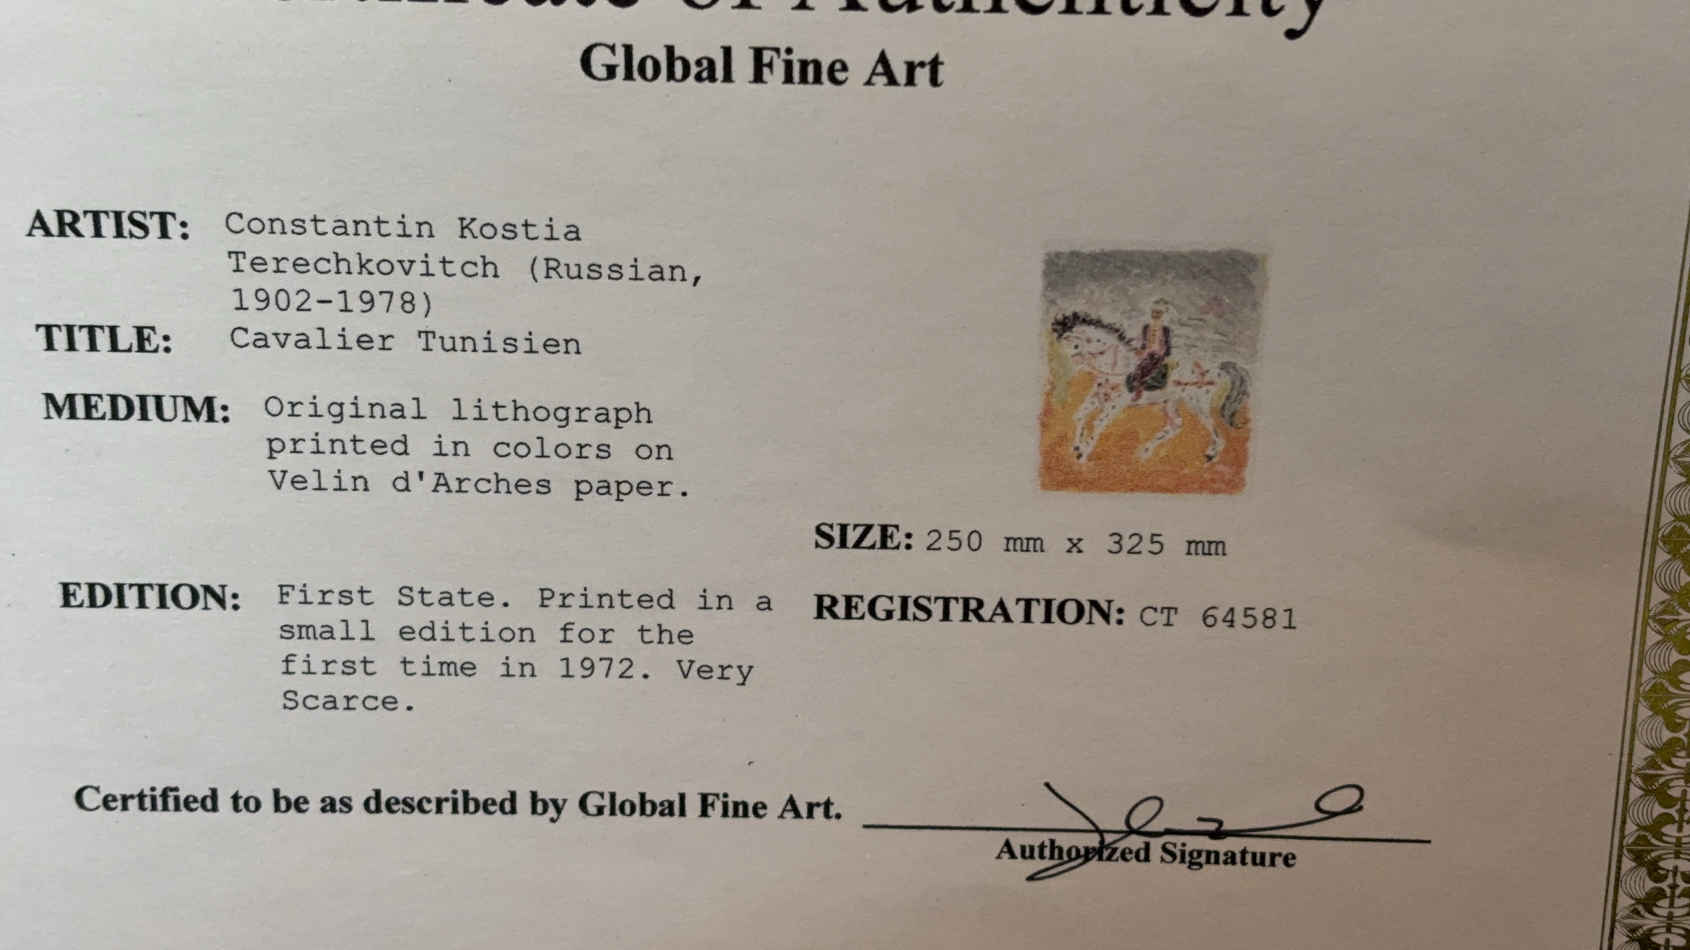 Certificate of Authenticity
Global Fine Art
ARTIST: Constantin Kostia
Terechkovitch (Russian,
1902-1978)
TITLE: Cavalier Tunisien
MEDIUM: Original lithograph
printed in colors on
Velin d'Arches paper.
SIZE: 250 mm x 325 mm
EDITION: First State. Printed in a
small edition for the
first time in 1972. Very
Scarce.
REGISTRATION: CT 64581
Certified to be as described by Global Fine Art.
Authorized Signature